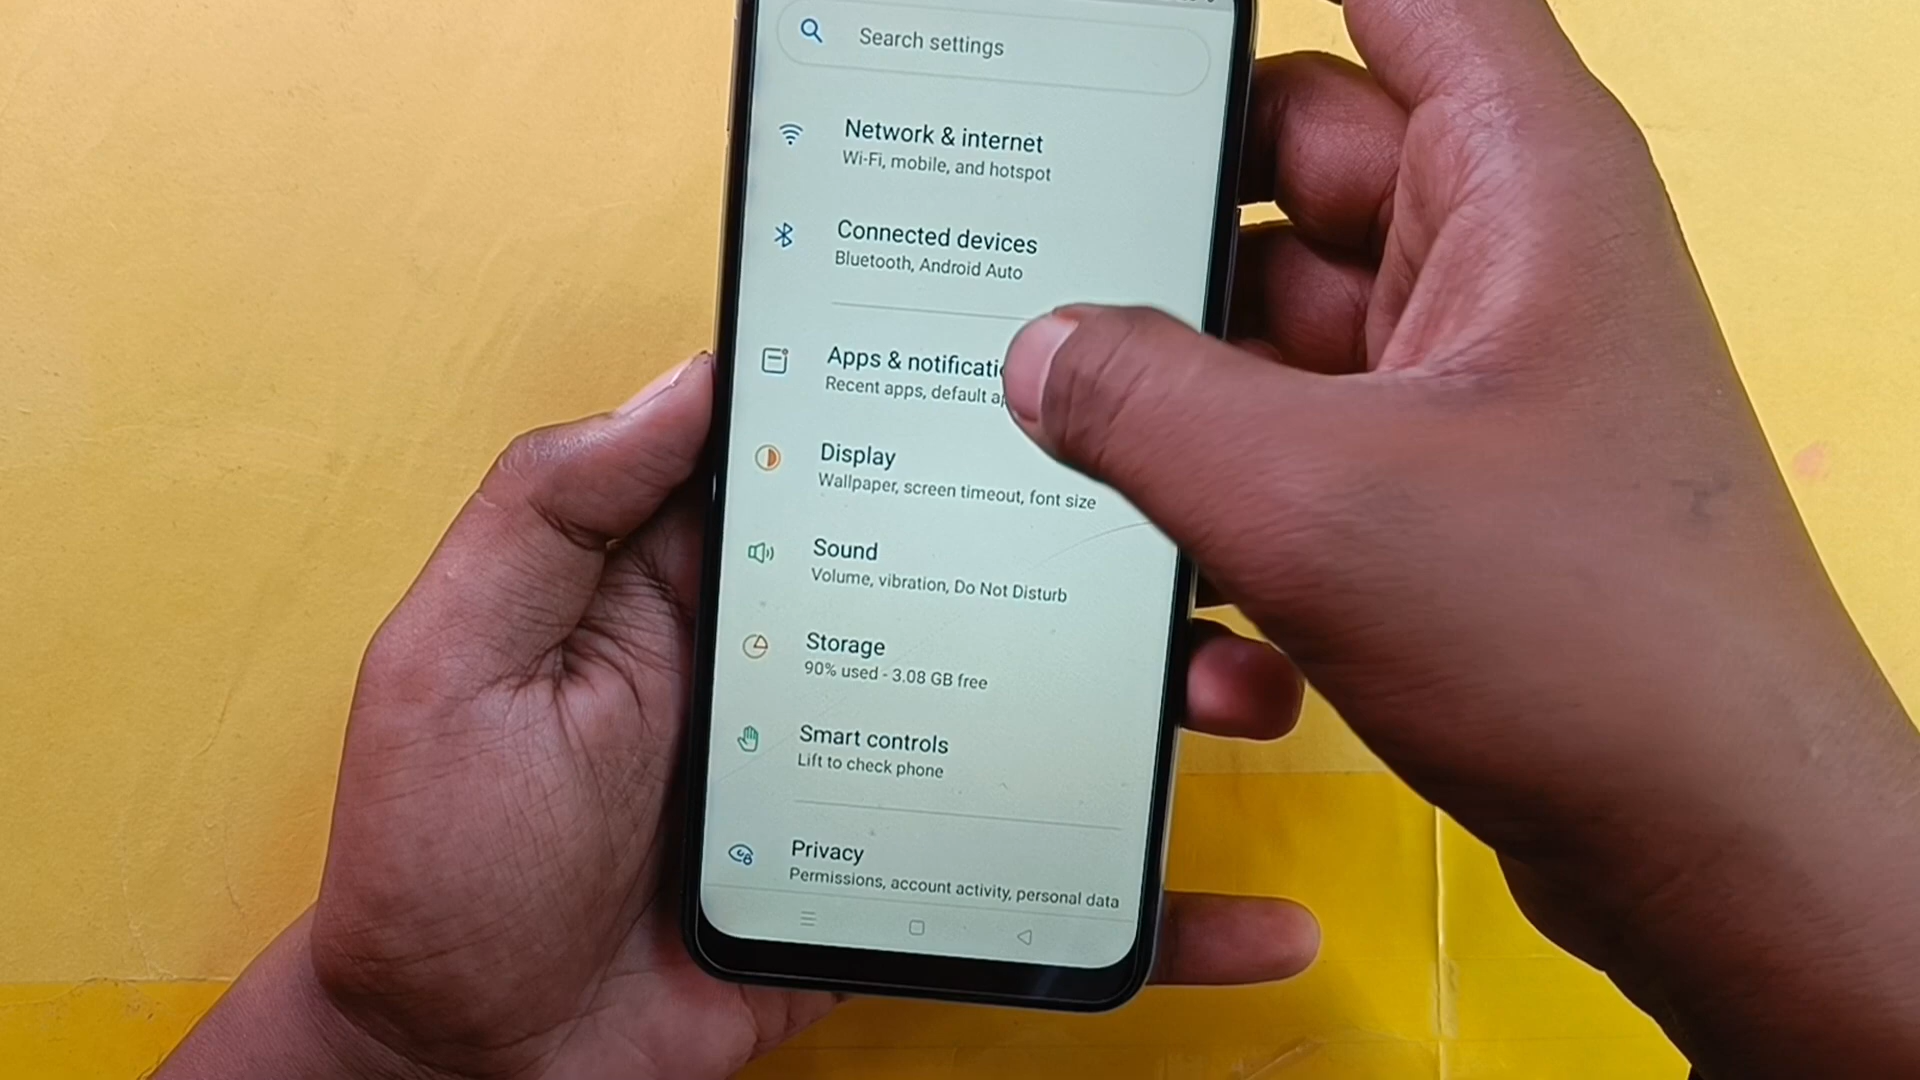 Search settings
Network & internet
Wi-Fi, mobile, and hotspot
Connected devices
Bluetooth, Android Auto
Apps & notificati
Recent apps, default a
Display
Wallpaper, screen timeout, font size
Sound
Volume, vibration, Do Not Disturb
Storage
90% used - 3.08 GB free
Smart controls
Lift to check phone
Privacy
Permissions, account activity, personal data